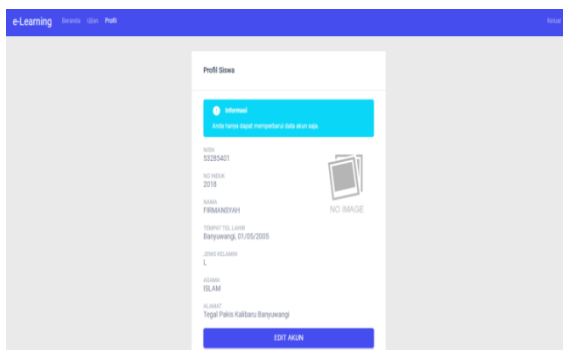 e-Learning Beranda Ujian Profil Keluar
Profil Siswa
Informasi
Anda hanya dapat memperbarui data akun saja.
NISN
53283401
NO INDUK
2018
NAMA
FIRMANSYAH
NO IMAGE
TEMPAT TGL LAHIR
Banyuwangi, 01/05/2005
JENIS KELAMIN
L
AGAMA
ISLAM
ALAMAT
Tegal Pakis Kalibaru Banyuwangi
EDIT AKUN